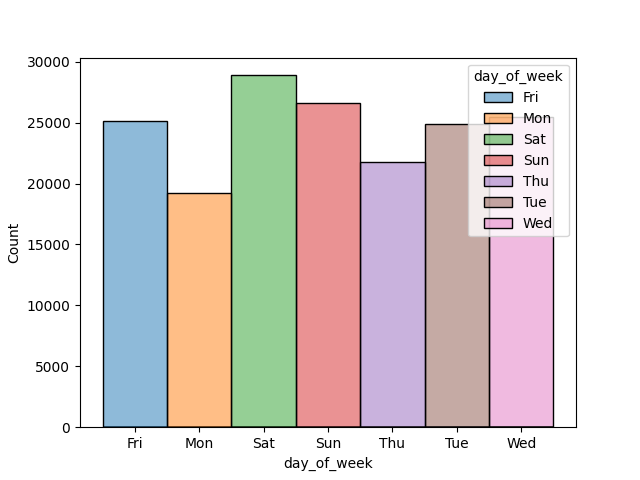 30000
25000
20000
15000
10000
5000
0
Count
Fri Mon Sat Sun Thu Tue Wed
day_of_week
day_of_week
Fri
Mon
Sat
Sun
Thu
Tue
Wed